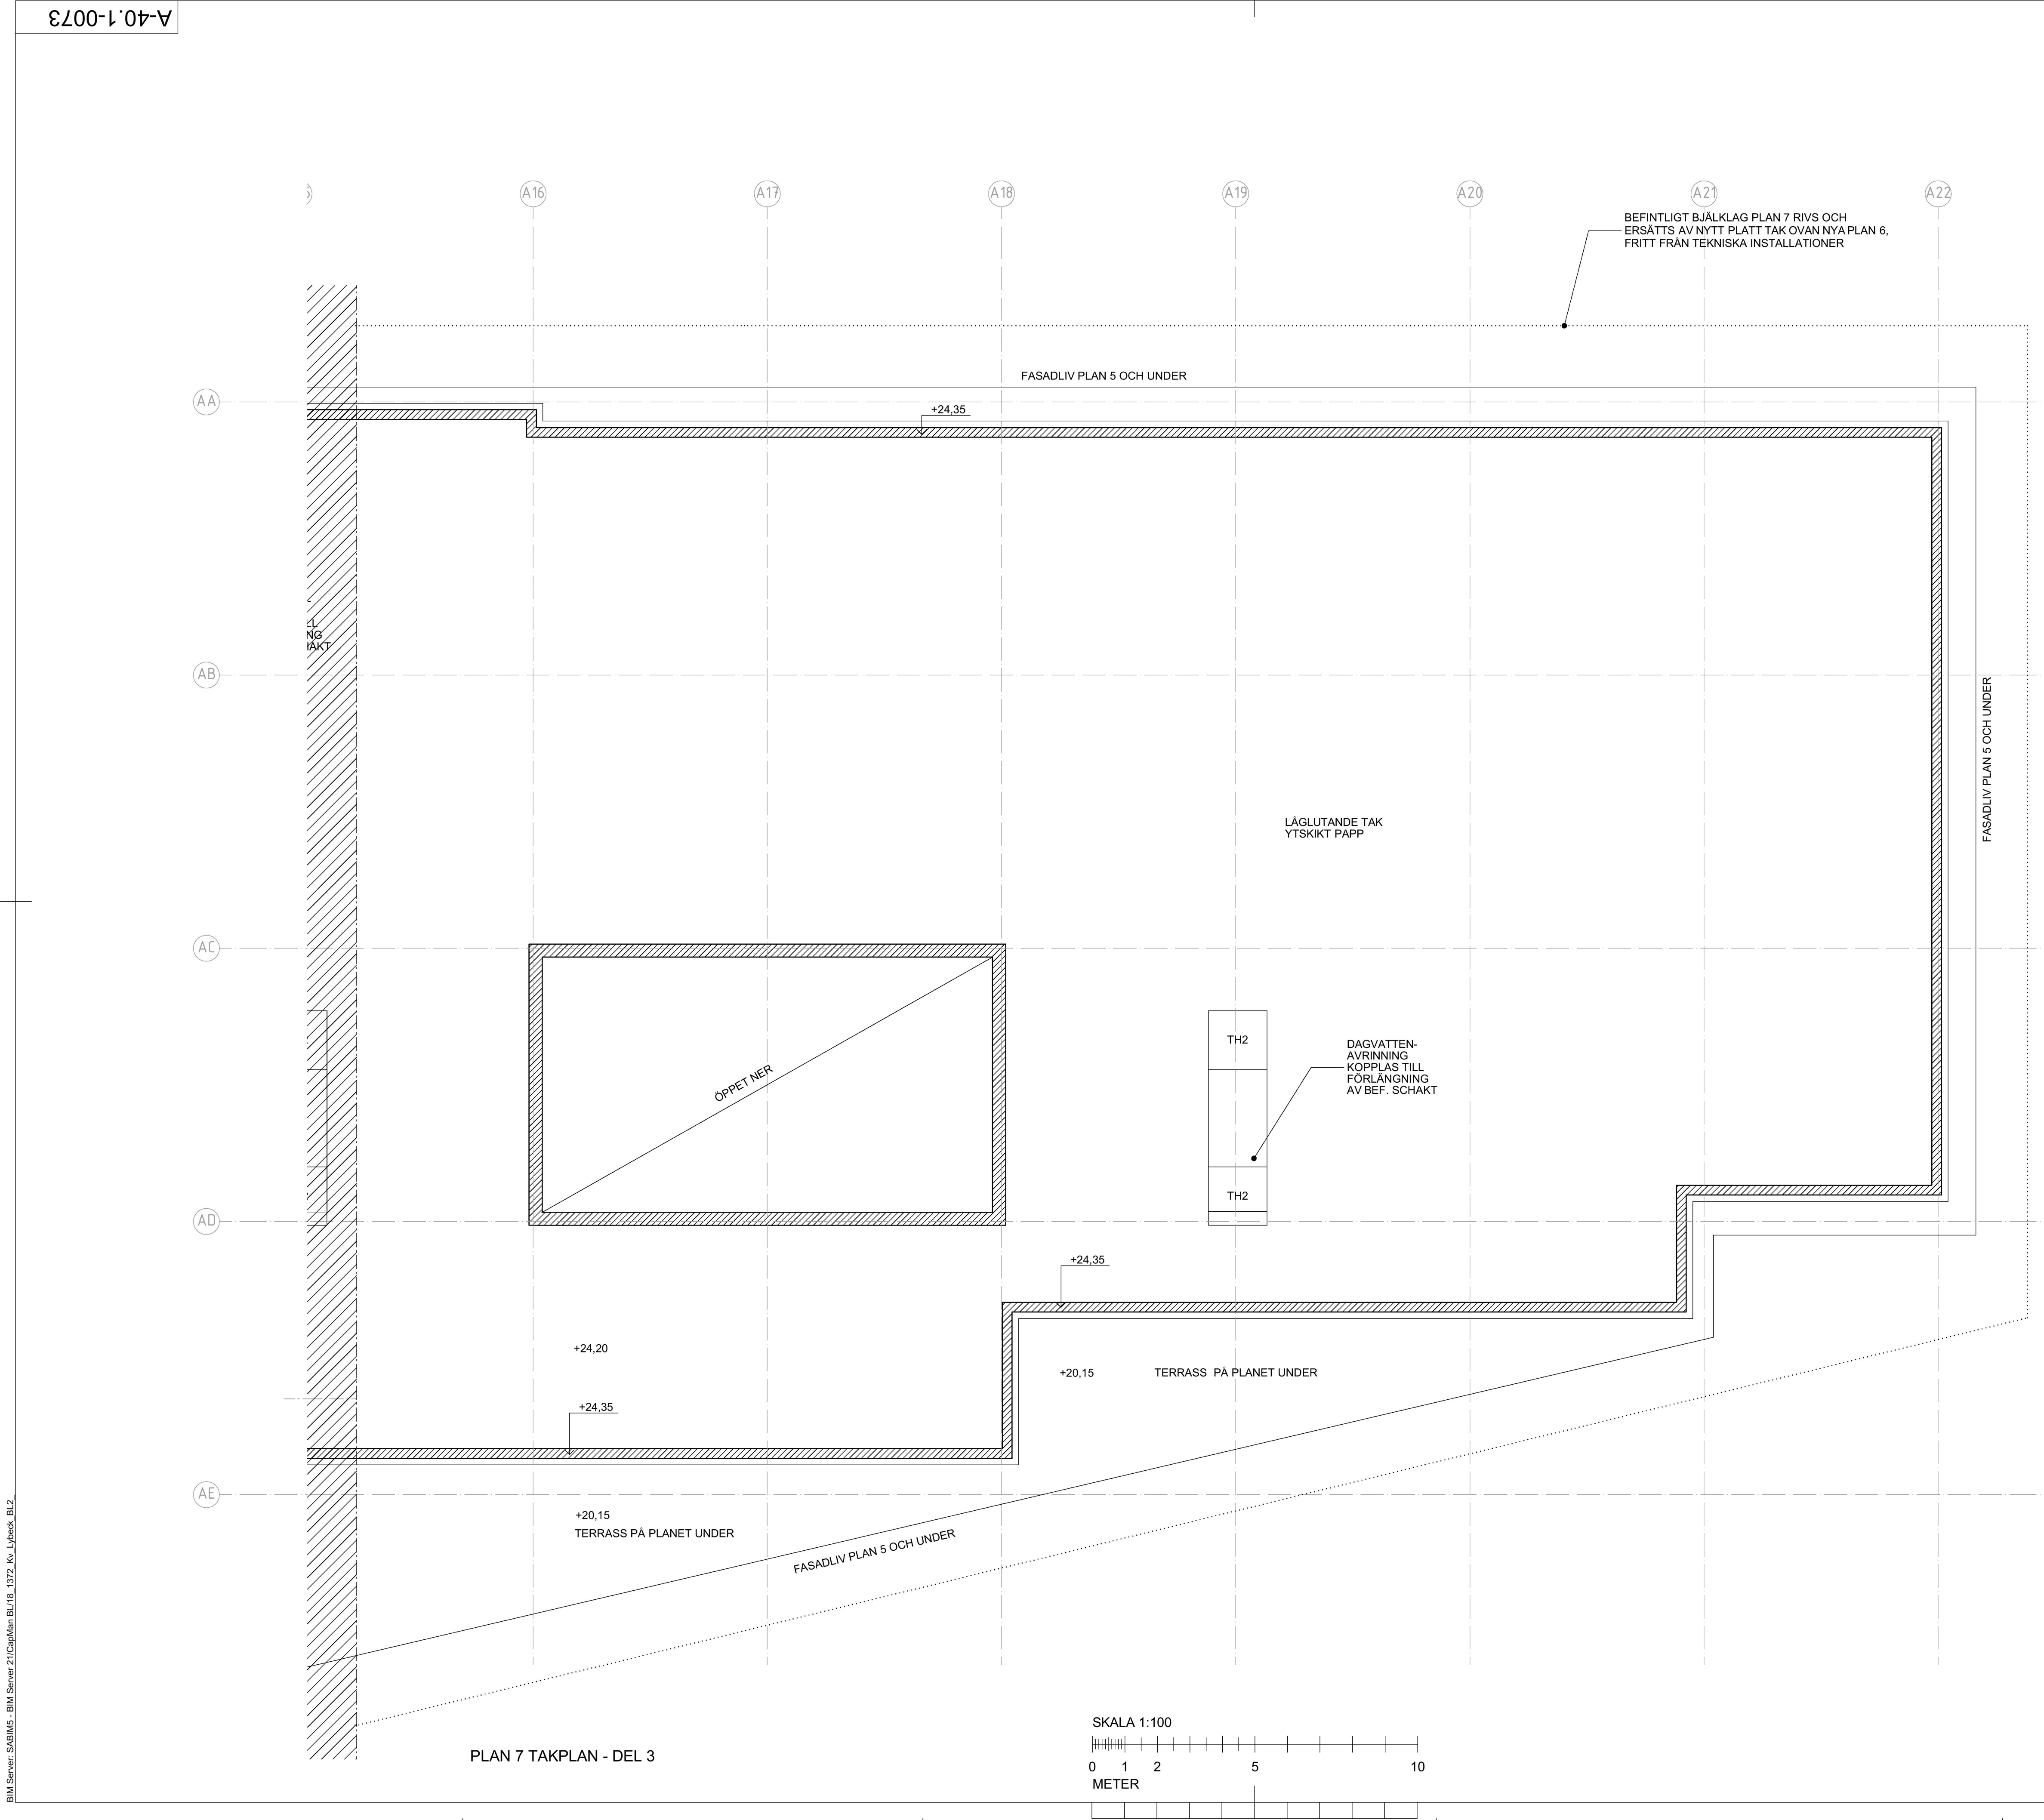 A-40.1-0073
A16
A17
A18
A19
A20
A21
A22
BEFINTLIGT BJÄLKLAG PLAN 7 RIVS OCH
ERSÄTTS AV NYTT PLATT TAK OVAN NYA PLAN 6,
FRITT FRÅN TEKNISKA INSTALLATIONER
FASADLIV PLAN 5 OCH UNDER
AA
+24,35
LL
NG
HAKT
AB
FASADLIV PLAN 5 OCH UNDER
LÅGLUTANDE TAK
YTSKIKT PAPP
AC
TH2
DAGVATTEN-
AVRINNING
KOPPLAS TILL
FÖRLÄNGNING
AV BEF. SCHAKT
ÖPPET NER
TH2
AD
+24,35
+24,20
+20,15 TERRASS PÅ PLANET UNDER
+24,35
AE
+20,15
TERRASS PÅ PLANET UNDER
FASADLIV PLAN 5 OCH UNDER
BIM Server: SABIM5 - BIM Server 21/CapMan BL/18_1372_Kv_Lybeck_BL2_
SKALA 1:100
PLAN 7 TAKPLAN - DEL 3
0 1 2 5 10
METER